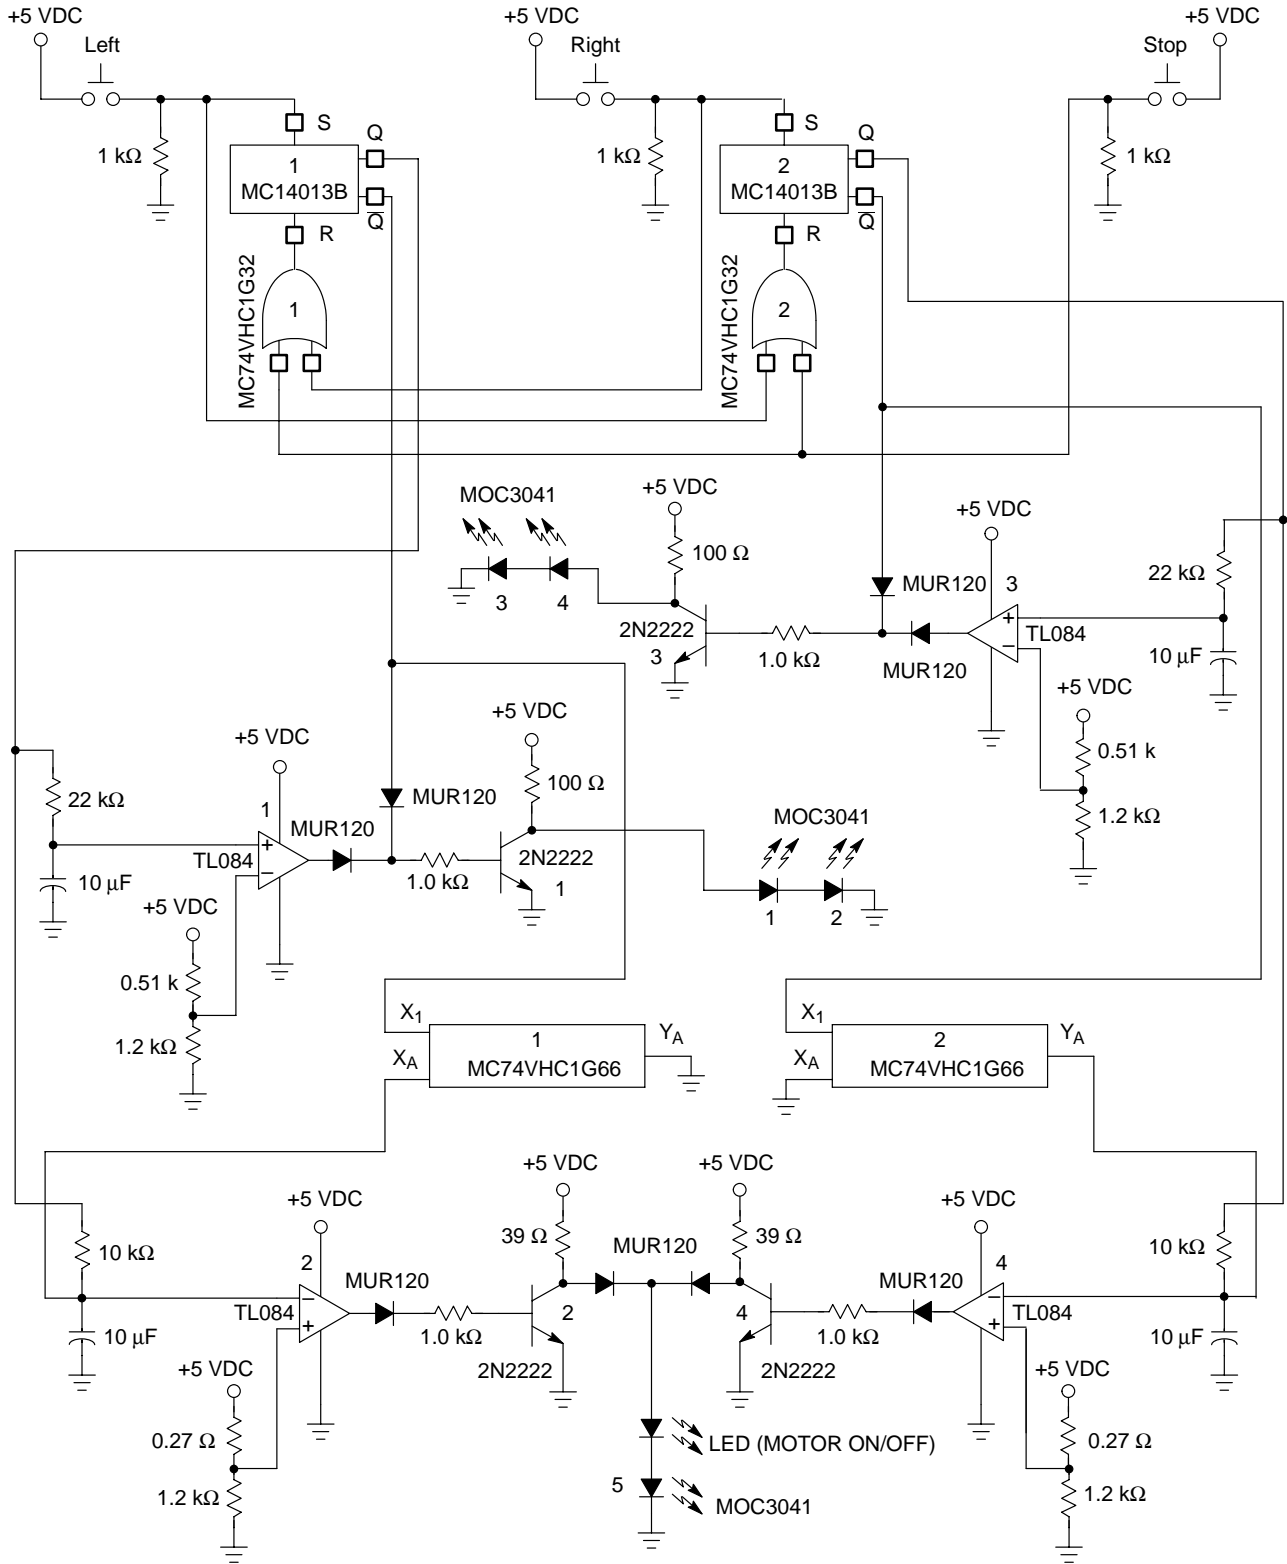 +5 VDC
+5 VDC
+5 VDC
Left
Right
Stop
S
Q
S
Q
1 kΩ
1
MC14013B
1 kΩ
2
MC14013B
1 kΩ
Q
Q
R
R
MC74VHC1G32
1
MC74VHC1G32
2
MOC3041
+5 VDC
+5 VDC
100 Ω
3
4
MUR120
3
22 kΩ
2N2222
TL084
3
1.0 kΩ
MUR120
10 μF
+5 VDC
+5 VDC
+5 VDC
0.51 k
22 kΩ
1
MUR120
100 Ω
MOC3041
1.2 kΩ
MUR120
TL084
2N2222
10 μF
1.0 kΩ
1
+5 VDC
1
2
0.51 k
1.2 kΩ
X1
1
YA
XA
MC74VHC1G66
X1
2
YA
XA
MC74VHC1G66
+5 VDC
+5 VDC
+5 VDC
+5 VDC
10 kΩ
39 Ω
MUR120
39 Ω
10 kΩ
2
MUR120
MUR120
4
TL084
2
4
TL084
10 μF
1.0 kΩ
1.0 kΩ
10 μF
+5 VDC
2N2222
2N2222
+5 VDC
0.27 Ω
LED (MOTOR ON/OFF)
0.27 Ω
1.2 kΩ
5
MOC3041
1.2 kΩ